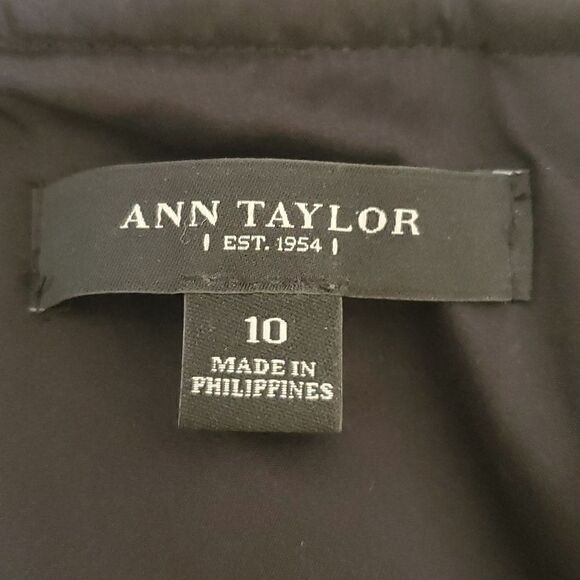 ANN TAYLOR
EST. 1954
10
MADE IN
PHILIPPINES